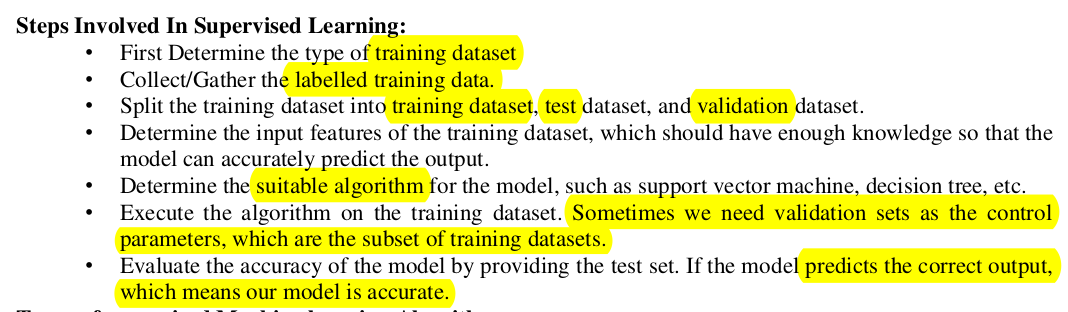 Steps Involved In Supervised Learning:
• First Determine the type of training dataset
• Collect/Gather the labelled training data.
• Split the training dataset into training dataset, test dataset, and validation dataset.
• Determine the input features of the training dataset, which should have enough knowledge so that the
model can accurately predict the output.
• Determine the suitable algorithm for the model, such as support vector machine, decision tree, etc.
• Execute the algorithm on the training dataset. Sometimes we need validation sets as the control
parameters, which are the subset of training datasets.
• Evaluate the accuracy of the model by providing the test set. If the model predicts the correct output,
which means our model is accurate.